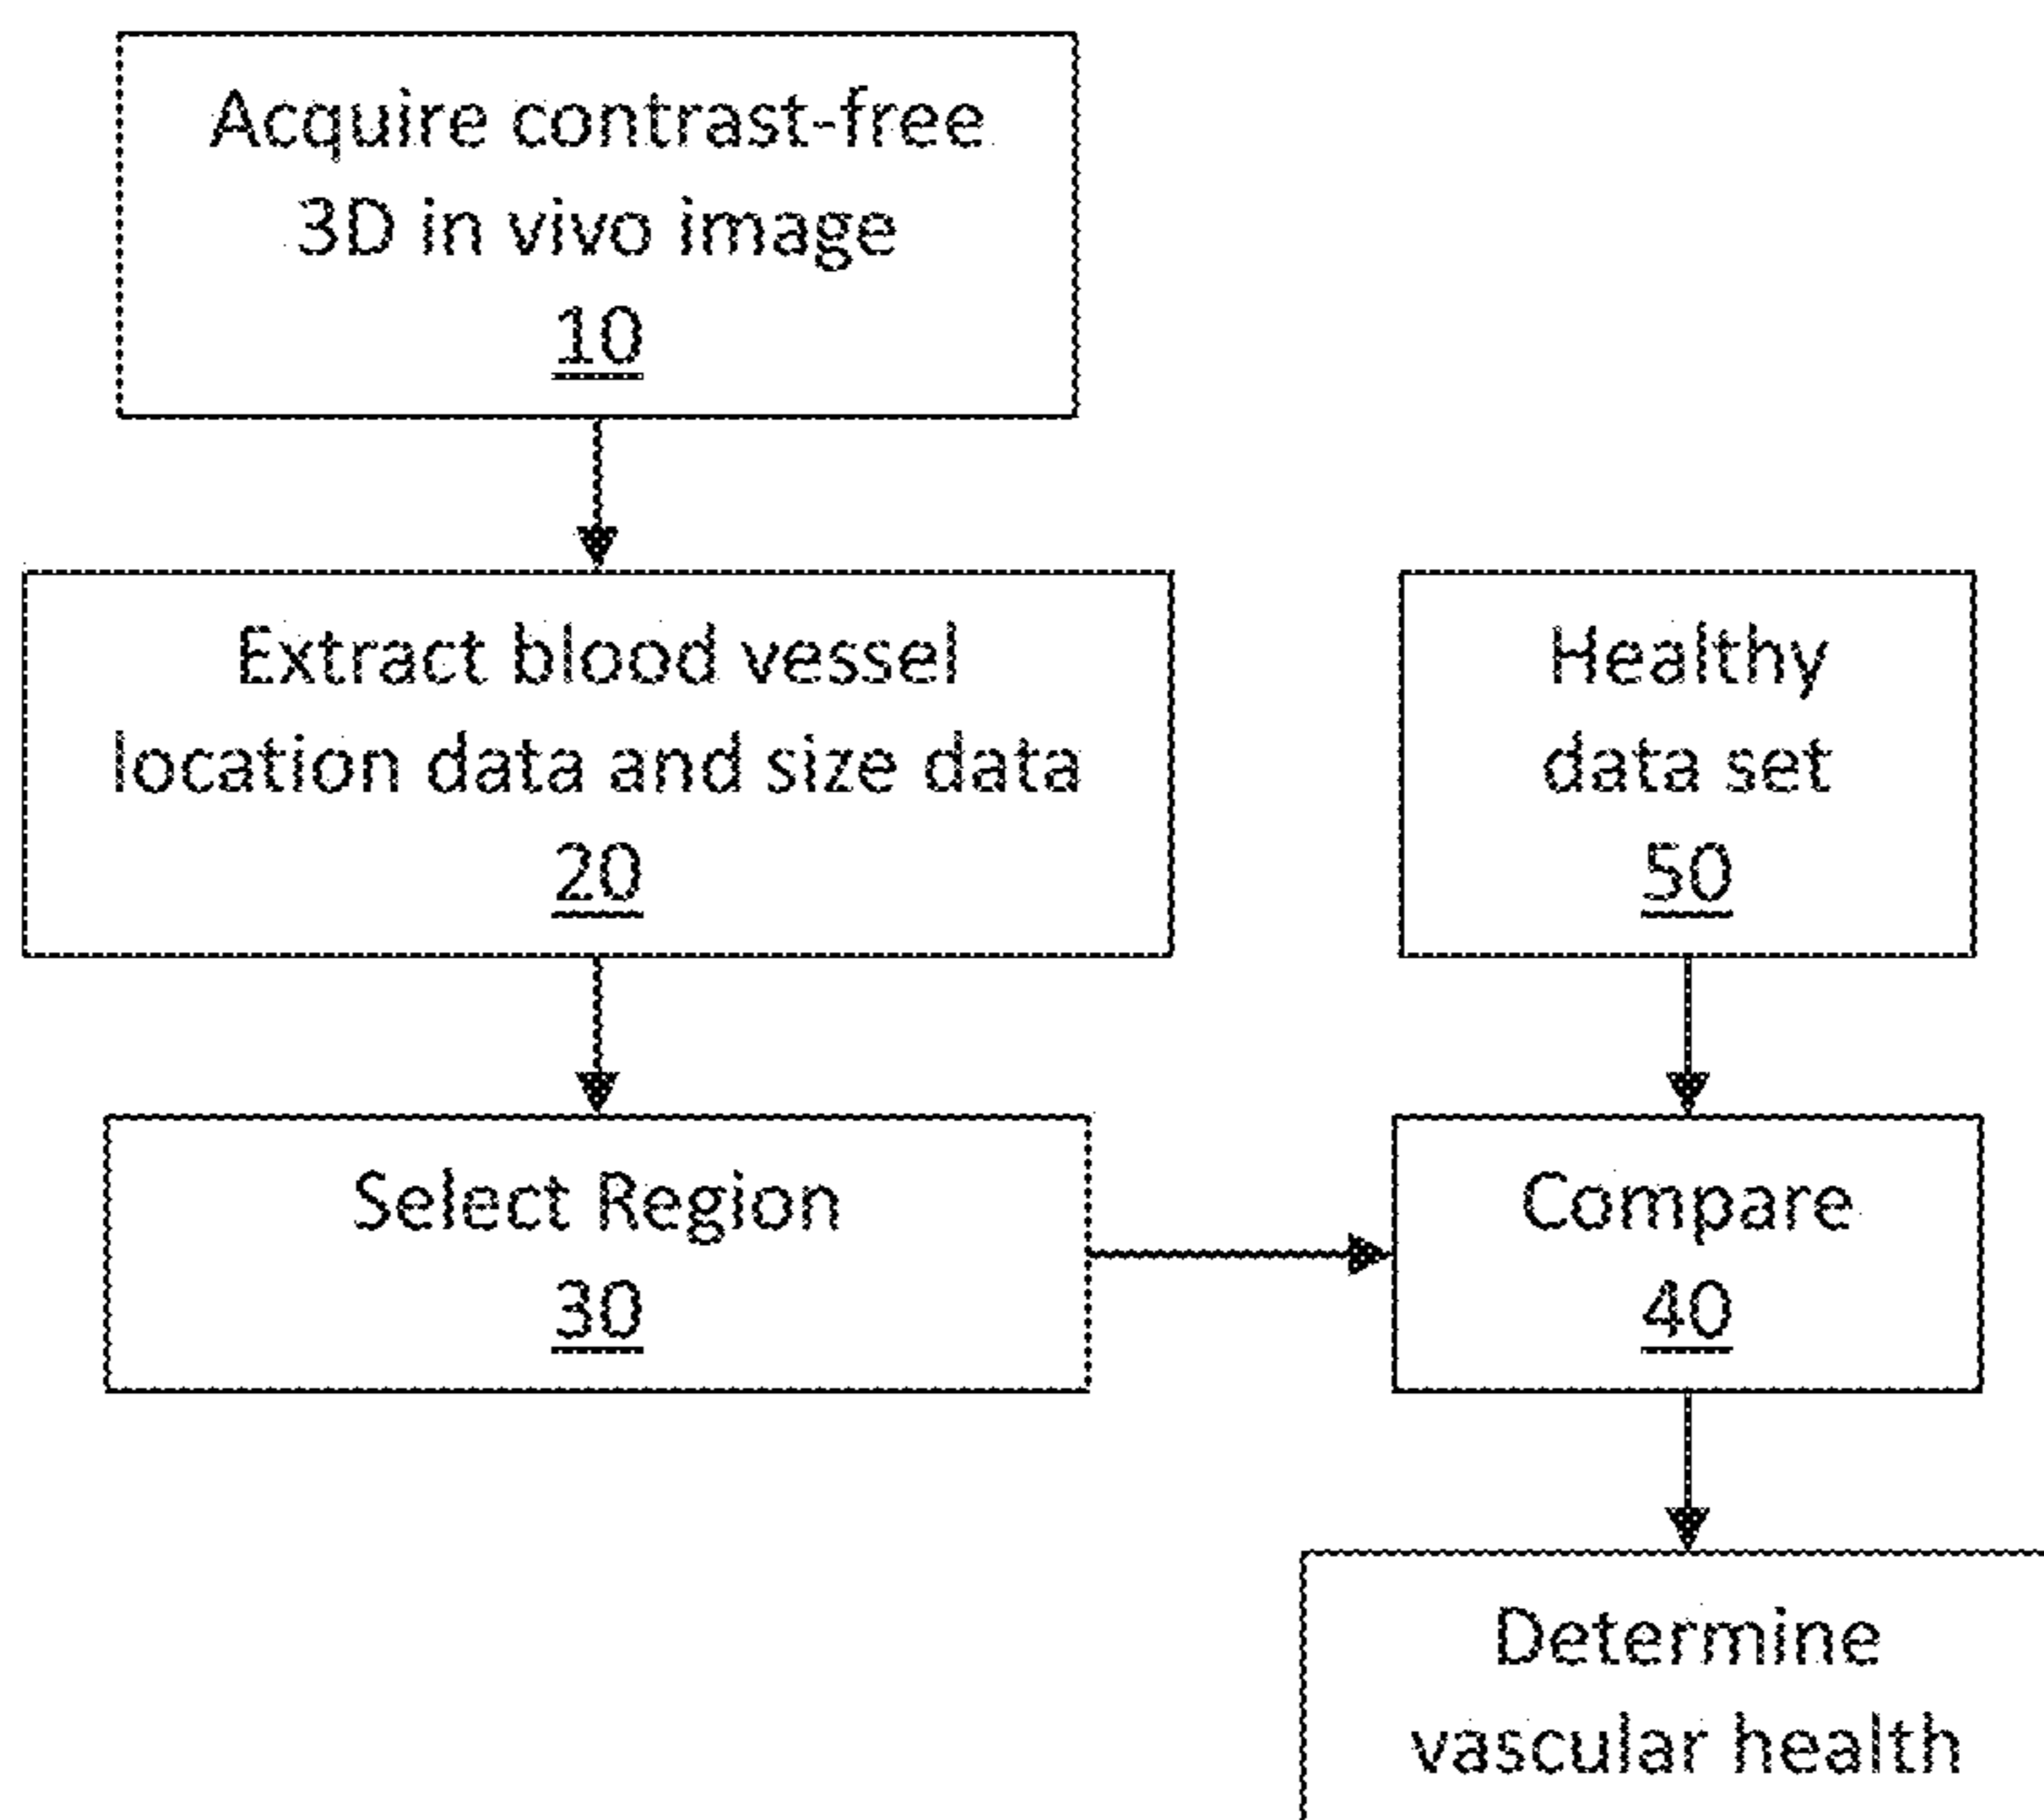 Acquire contrast-free
3D in vivo image
10
Extract blood vessel
location data and size data
20
Healthy
data set
50
Select Region
30
Compare
40
Determine
vascular health